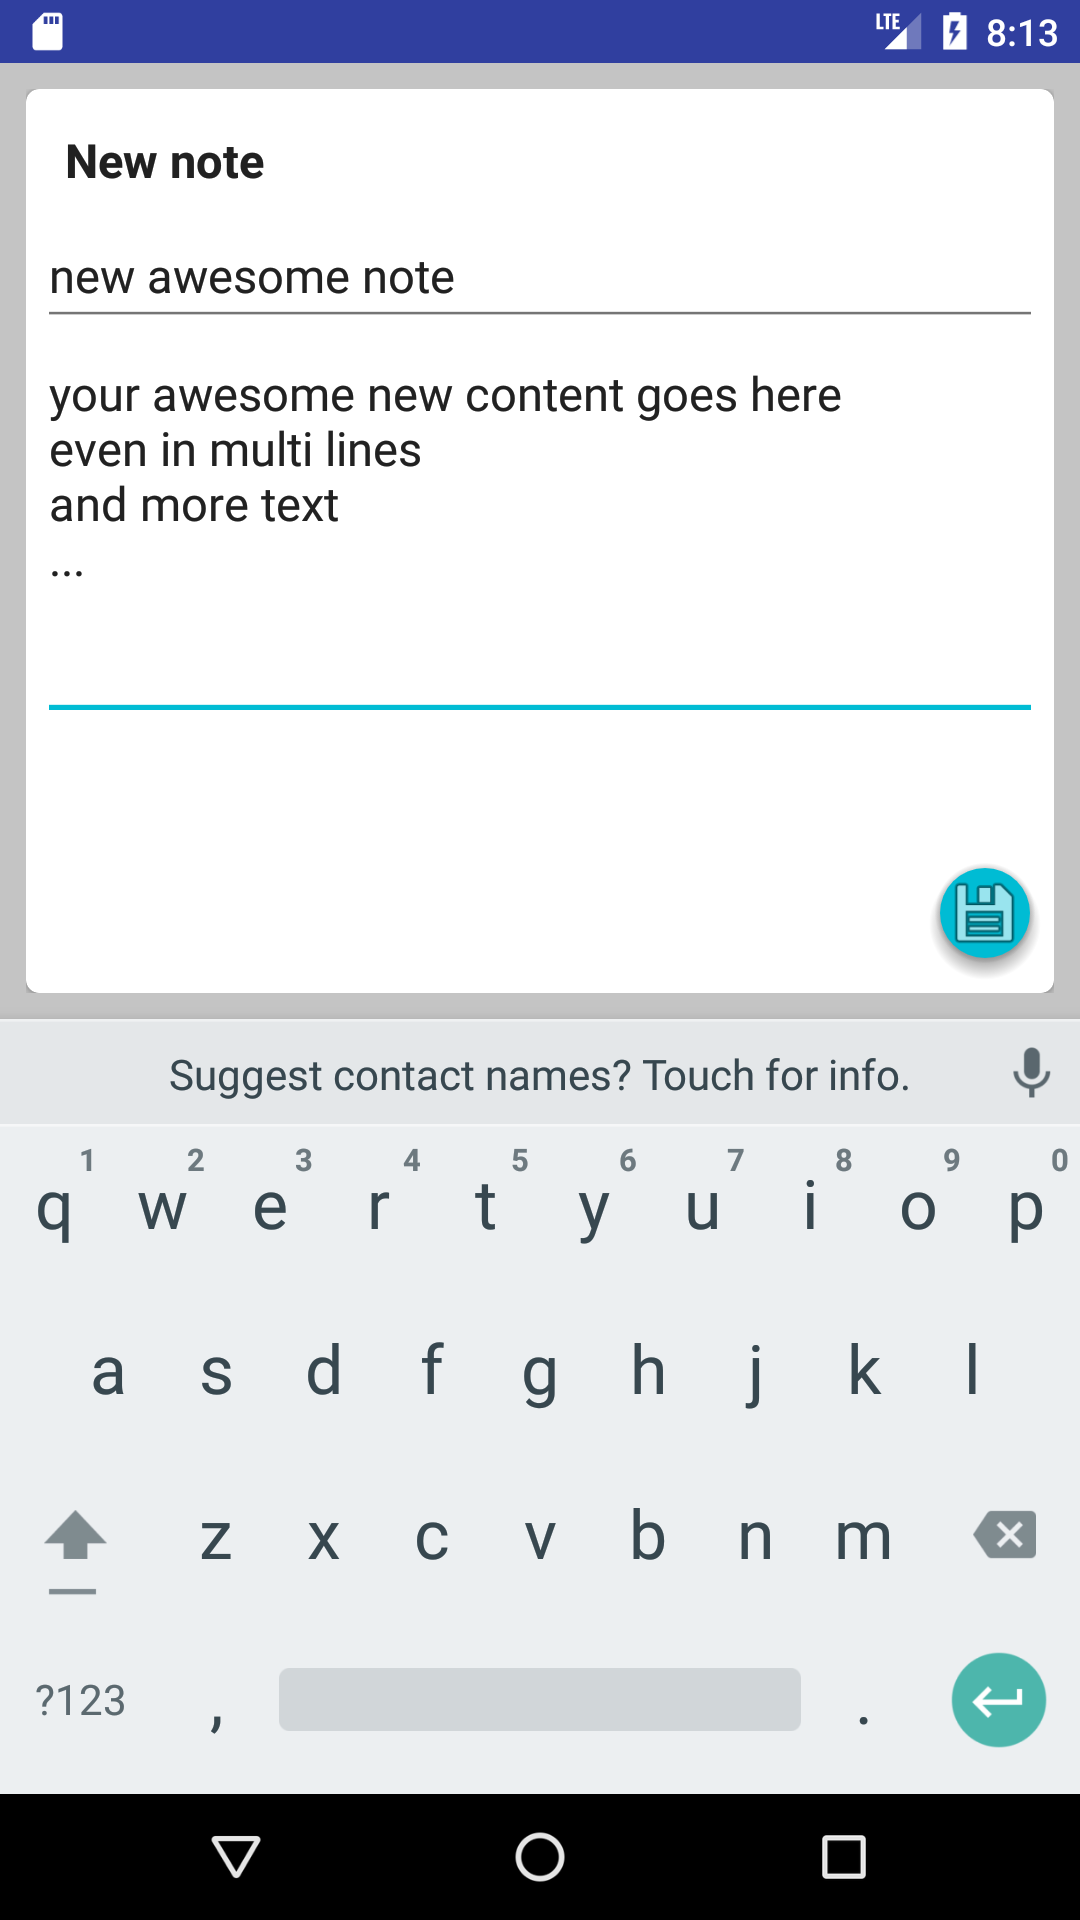 LTE 8:13
New note
new awesome note
your awesome new content goes here
even in multi lines
and more text
...
Suggest contact names? Touch for info.
1 2 3 4 5 6 7 8 9 0
q w e r t y u i o p
a s d f g h j k l
z x c v b n m
?123 , .